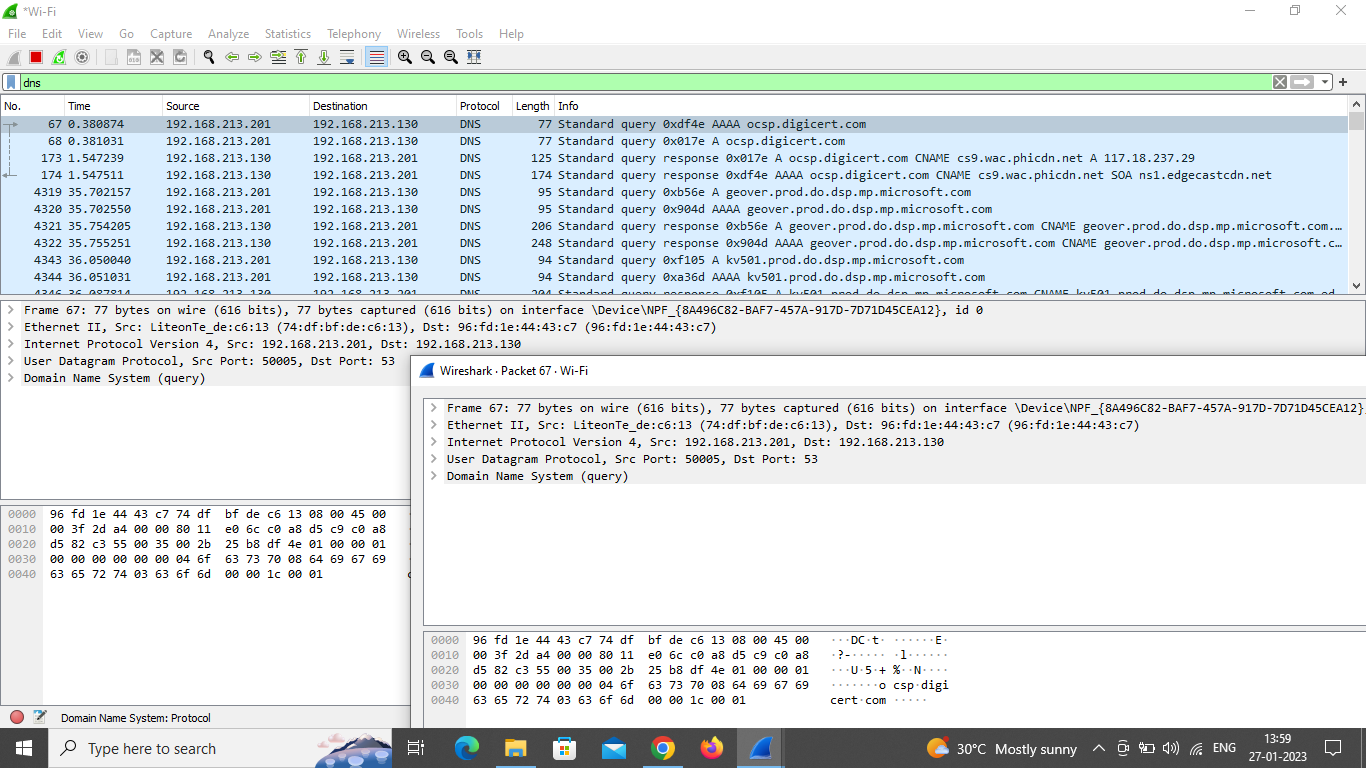 *Wi-Fi
File Edit View Go Capture Analyze Statistics Telephony Wireless Tools Help
dns
No. Time Source Destination Protocol Length Info
67 0.380874 192.168.213.201 192.168.213.130 DNS 77 Standard query 0xdf4e AAAA ocsp.digicert.com
68 0.381031 192.168.213.201 192.168.213.130 DNS 77 Standard query 0x017e A ocsp.digicert.com
173 1.547239 192.168.213.130 192.168.213.201 DNS 125 Standard query response 0x017e A ocsp.digicert.com CNAME cs9.wac.phicdn.net A 117.18.237.29
174 1.547511 192.168.213.130 192.168.213.201 DNS 174 Standard query response 0xdf4e AAAA ocsp.digicert.com CNAME cs9.wac.phicdn.net SOA ns1.edgecastcdn.net
4319 35.702157 192.168.213.201 192.168.213.130 DNS 95 Standard query 0xb56e A geover.prod.do.dsp.mp.microsoft.com
4320 35.702550 192.168.213.201 192.168.213.130 DNS 95 Standard query 0x904d AAAA geover.prod.do.dsp.mp.microsoft.com
4321 35.754205 192.168.213.130 192.168.213.201 DNS 206 Standard query response 0xb56e A geover.prod.do.dsp.mp.microsoft.com CNAME geover.prod.do.dsp.mp.microsoft.com.…
4322 35.755251 192.168.213.130 192.168.213.201 DNS 248 Standard query response 0x904d AAAA geover.prod.do.dsp.mp.microsoft.com CNAME geover.prod.do.dsp.mp.microsoft.c…
4343 36.050040 192.168.213.201 192.168.213.130 DNS 94 Standard query 0xf105 A kv501.prod.do.dsp.mp.microsoft.com
4344 36.051031 192.168.213.201 192.168.213.130 DNS 94 Standard query 0xa36d AAAA kv501.prod.do.dsp.mp.microsoft.com
4346 36.087814 192.168.213.130 192.168.213.201 DNS 204 Standard query response 0xf105 A kv501.prod.do.dsp.mp.microsoft.com CNAME kv501.prod.do.dsp.mp.microsoft.com.ed
Frame 67: 77 bytes on wire (616 bits), 77 bytes captured (616 bits) on interface \Device\NPF_{8A496C82-BAF7-457A-917D-7D71D45CEA12}, id 0
Ethernet II, Src: LiteonTe_de:c6:13 (74:df:bf:de:c6:13), Dst: 96:fd:1e:44:43:c7 (96:fd:1e:44:43:c7)
Internet Protocol Version 4, Src: 192.168.213.201, Dst: 192.168.213.130
User Datagram Protocol, Src Port: 50005, Dst Port: 53
Domain Name System (query)
0000 96 fd 1e 44 43 c7 74 df bf de c6 13 08 00 45 00
0010 00 3f 2d a4 00 00 80 11 e0 6c c0 a8 d5 c9 c0 a8
0020 d5 82 c3 55 00 35 00 2b 25 b8 df 4e 01 00 00 01
0030 00 00 00 00 00 00 04 6f 63 73 70 08 64 69 67 69
0040 63 65 72 74 03 63 6f 6d 00 00 1c 00 01
Wireshark · Packet 67 · Wi-Fi
Frame 67: 77 bytes on wire (616 bits), 77 bytes captured (616 bits) on interface \Device\NPF_{8A496C82-BAF7-457A-917D-7D71D45CEA12},
Ethernet II, Src: LiteonTe_de:c6:13 (74:df:bf:de:c6:13), Dst: 96:fd:1e:44:43:c7 (96:fd:1e:44:43:c7)
Internet Protocol Version 4, Src: 192.168.213.201, Dst: 192.168.213.130
User Datagram Protocol, Src Port: 50005, Dst Port: 53
Domain Name System (query)
0000 96 fd 1e 44 43 c7 74 df bf de c6 13 08 00 45 00 ···DC·t· ······E·
0010 00 3f 2d a4 00 00 80 11 e0 6c c0 a8 d5 c9 c0 a8 ·?-····· ·l······
0020 d5 82 c3 55 00 35 00 2b 25 b8 df 4e 01 00 00 01 ···U·5·+ %··N····
0030 00 00 00 00 00 00 04 6f 63 73 70 08 64 69 67 69 ·······o csp·digi
0040 63 65 72 74 03 63 6f 6d 00 00 1c 00 01 cert·com ·····
Domain Name System: Protocol
Type here to search
30°C Mostly sunny
ENG
13:59
27-01-2023